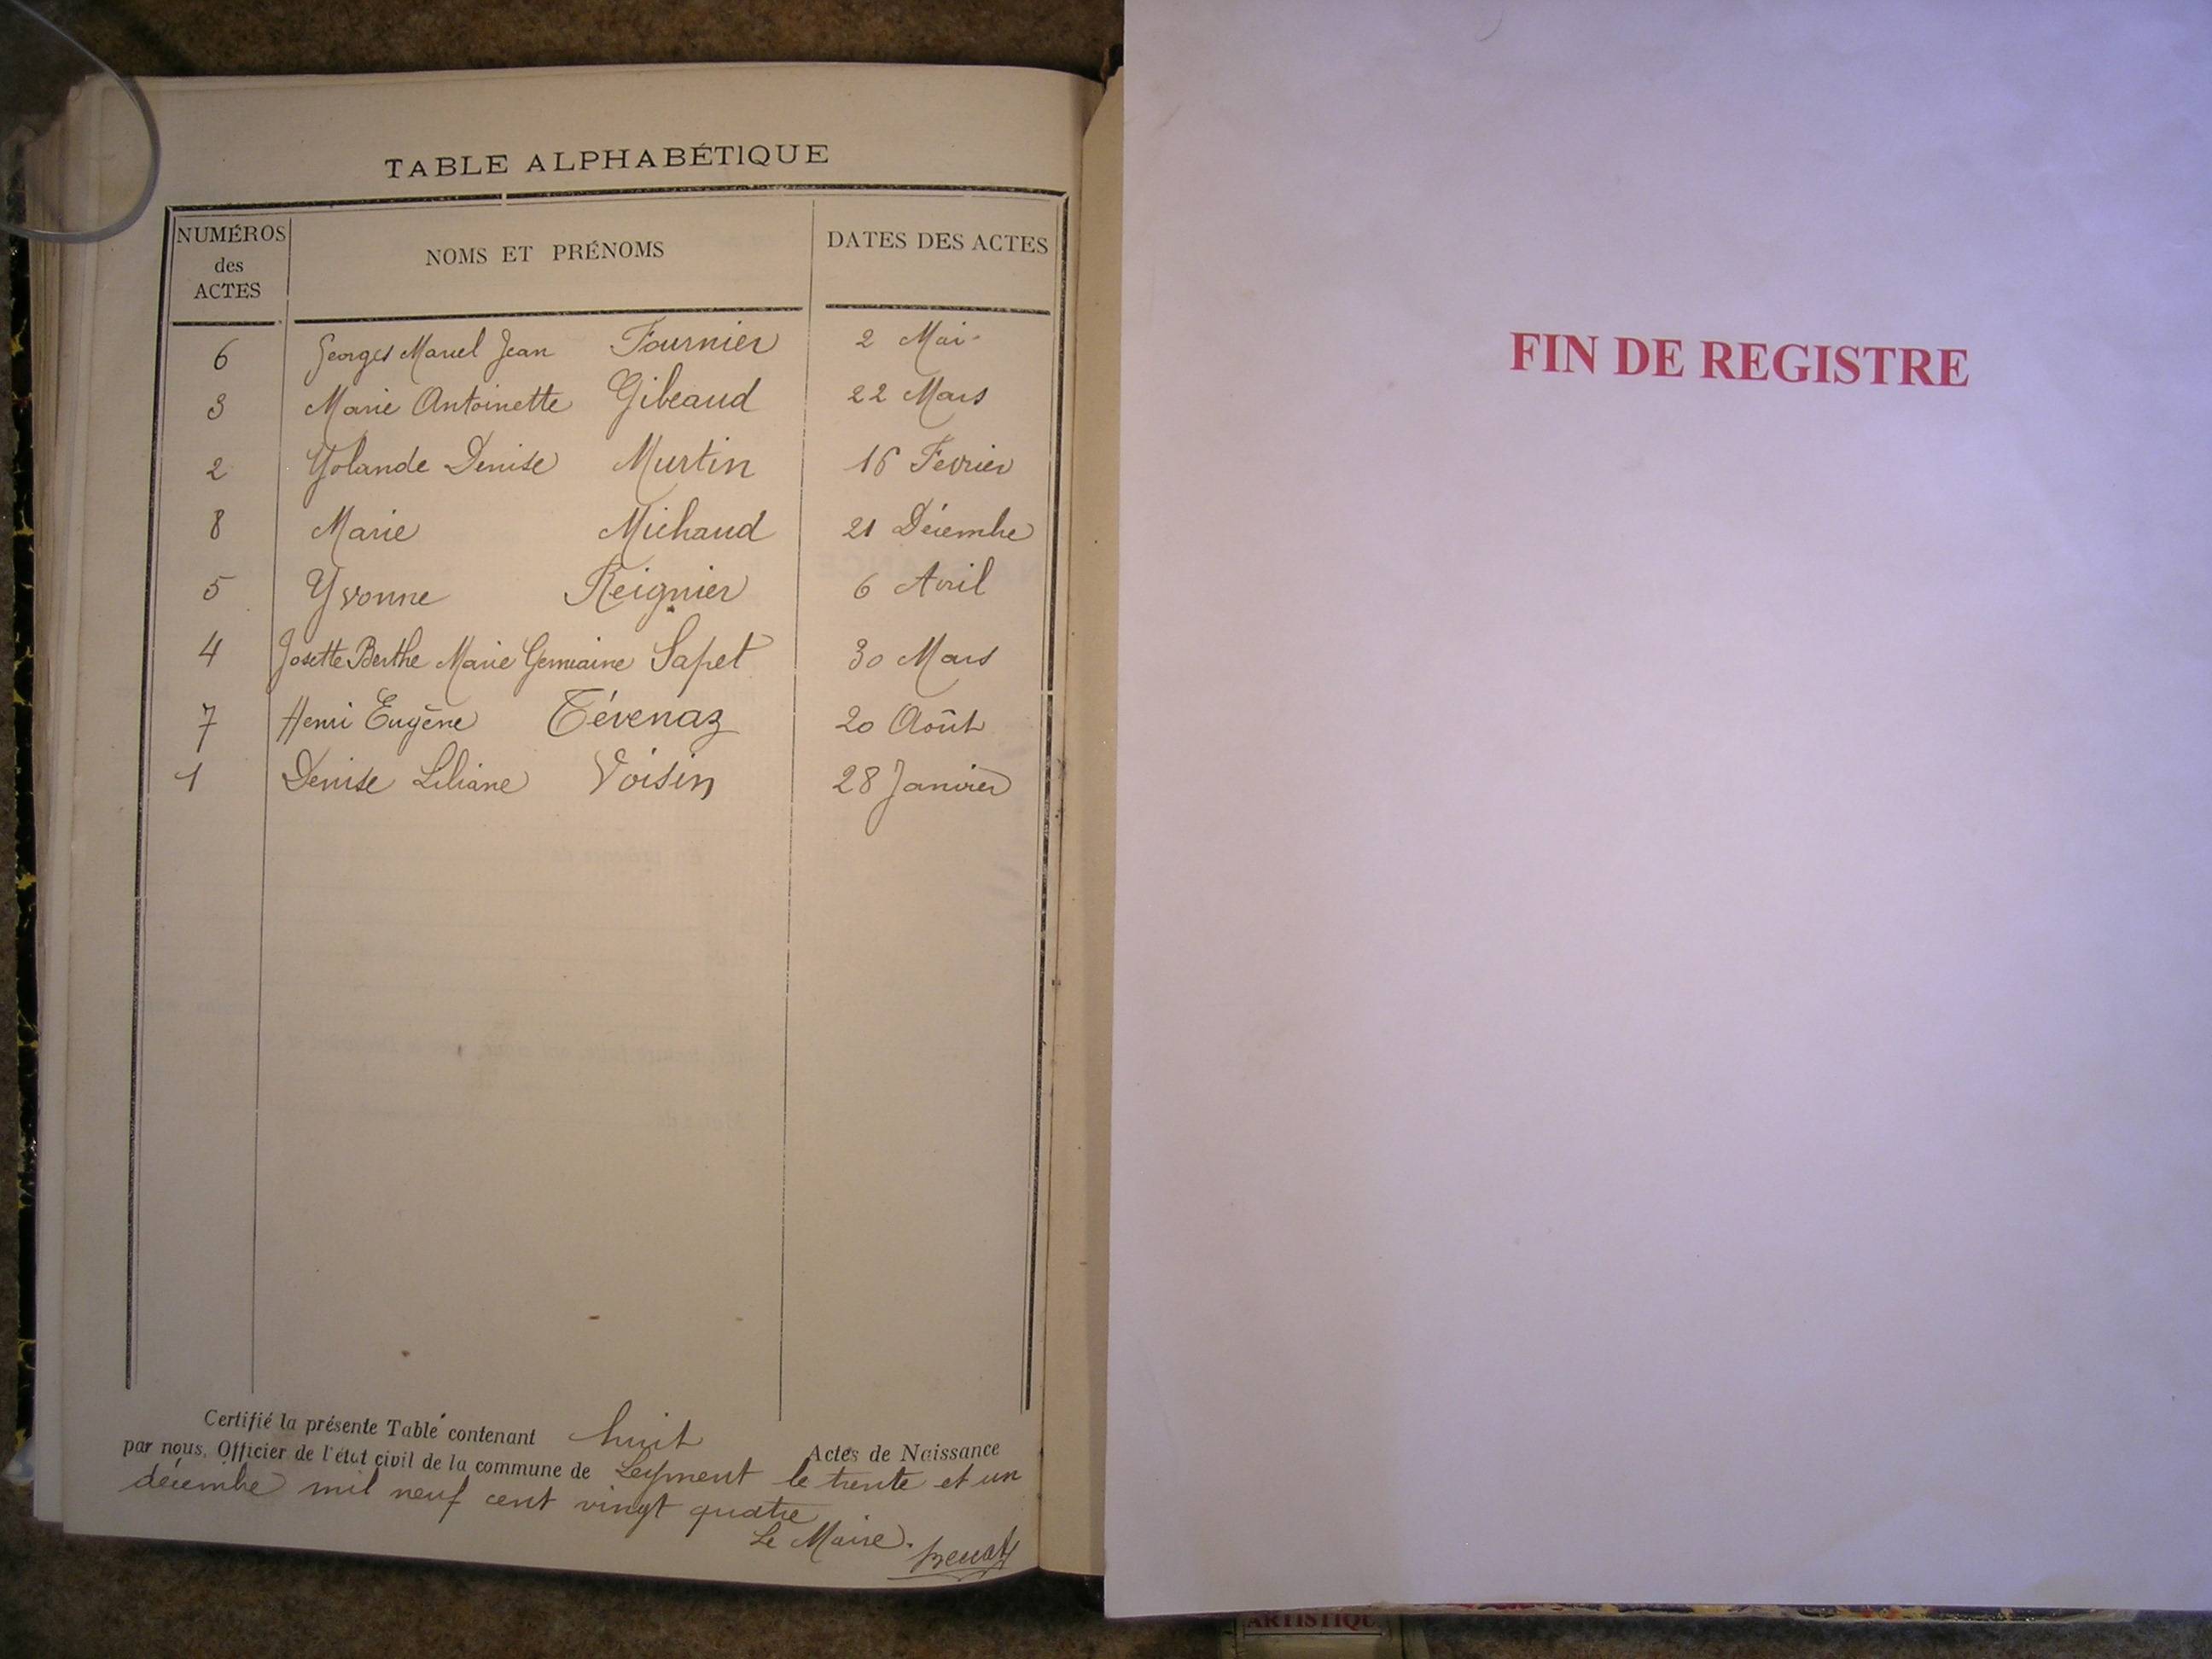 TABLE ALPHABÉTIQUE
NUMÉROS des ACTES
NOMS ET PRÉNOMS
DATES DES ACTES
6 Georges Marcel Jean Fournier 2 Mai
3 Marie Antoinette Gibeaud 22 Mars
2 Yolande Denise Murtin 16 Fevrier
8 Marie Michaud 21 Décembre
5 Yvonne Reignier 6 Avril
4 Josette Berthe Marie Germaine Sapet 30 Mars
7 Henri Eugène Tévenaz 20 Août
1 Denise Liliane Voisin 28 Janvier
Certifié la présente Table contenant huit Actes de Naissance
par nous, Officier de l'état civil de la commune de Leyment le trente et un
décembre mil neuf cent vingt quatre
Le Maire.
FIN DE REGISTRE
ARTISTIQU